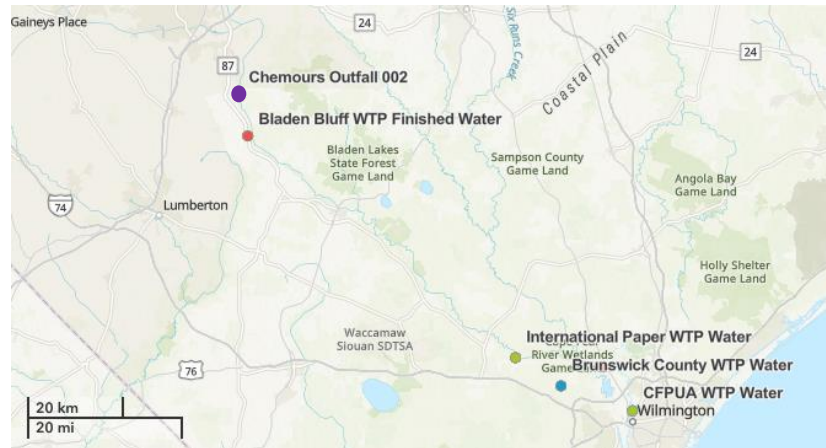 Gaineys Place
24
Six Runs Creek
87
Coastal Plain
24
Chemours Outfall 002
Bladen Bluff WTP Finished Water
Bladen Lakes
State Forest
Game Land
Sampson County
Game Land
Angola Bay
Game Land
74
Lumberton
Holly Shelter
Game Land
Waccamaw
Siouan SDTSA
International Paper WTP Water
River Wetlands
Brunswick County WTP Water
76
CFPUA WTP Water
Wilmington
20 km
20 mi